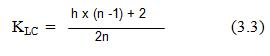 K_LC = h x (n -1) + 2 / 2n (3.3)